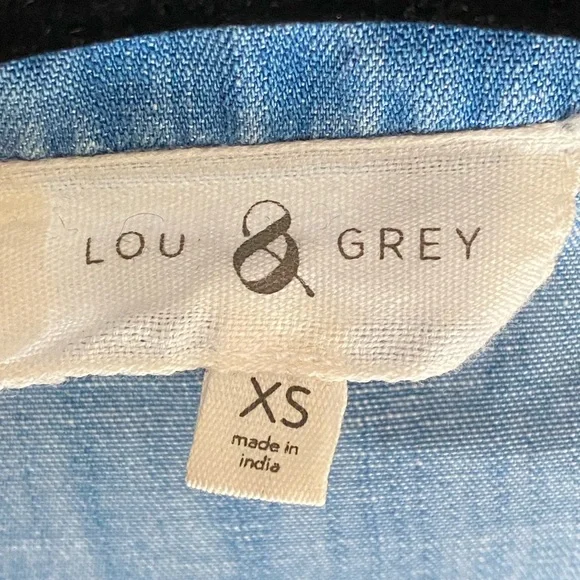 LOU & GREY
XS
made in
india